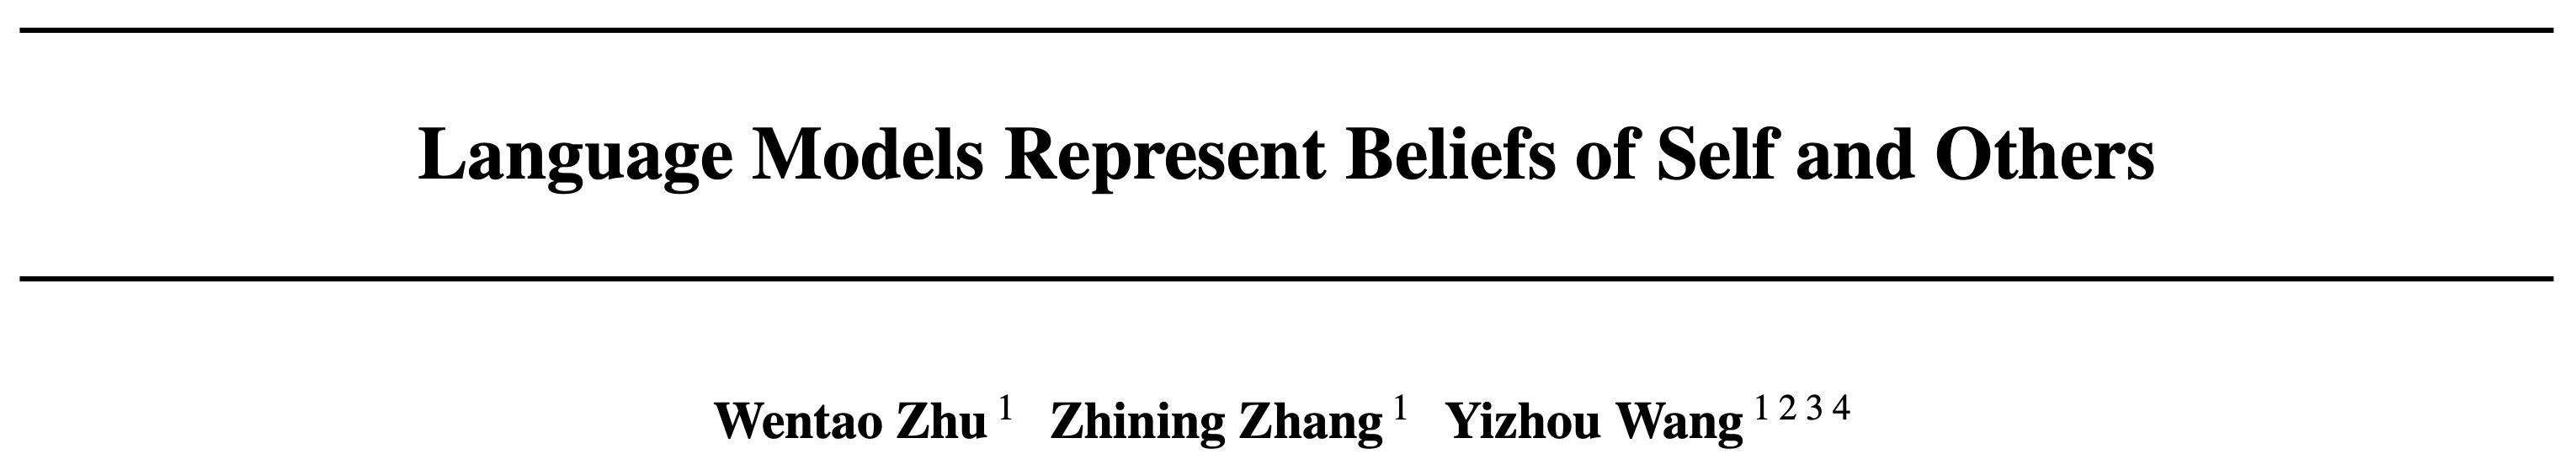 Language Models Represent Beliefs of Self and Others
Wentao Zhu 1 Zhining Zhang 1 Yizhou Wang 1 2 3 4